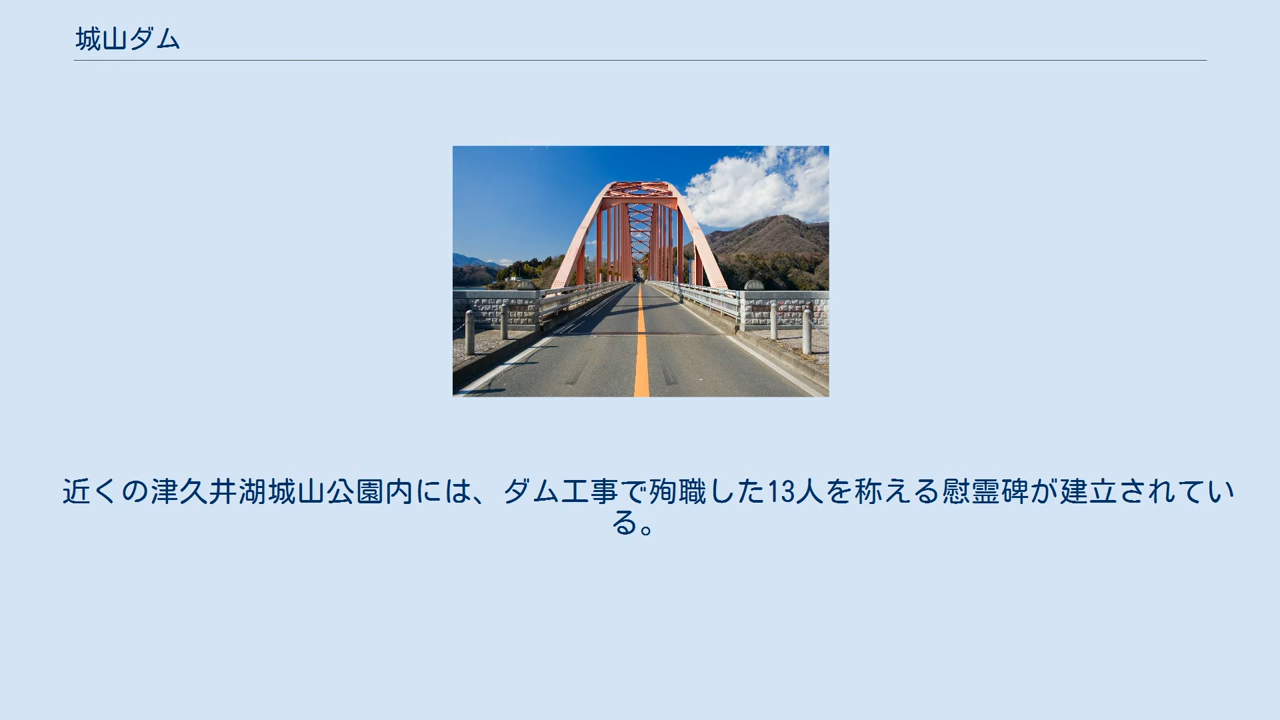 城山ダム
近くの津久井湖城山公園内には、ダム工事で殉職した13人を称える慰霊碑が建立されてい
る。